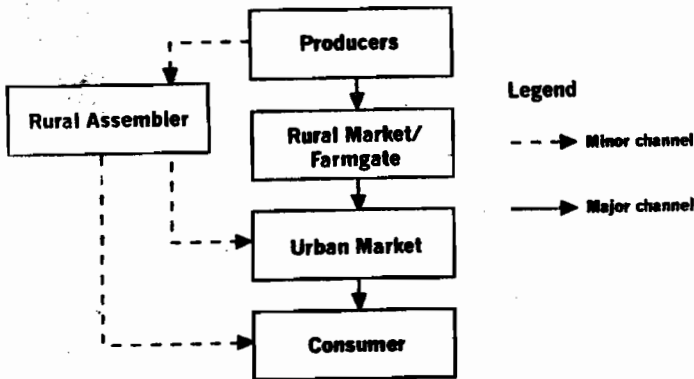 Producers
Rural Assembler
Rural Market/
Farmgate
Urban Market
Consumer
Legend
Minor channel
Major channel